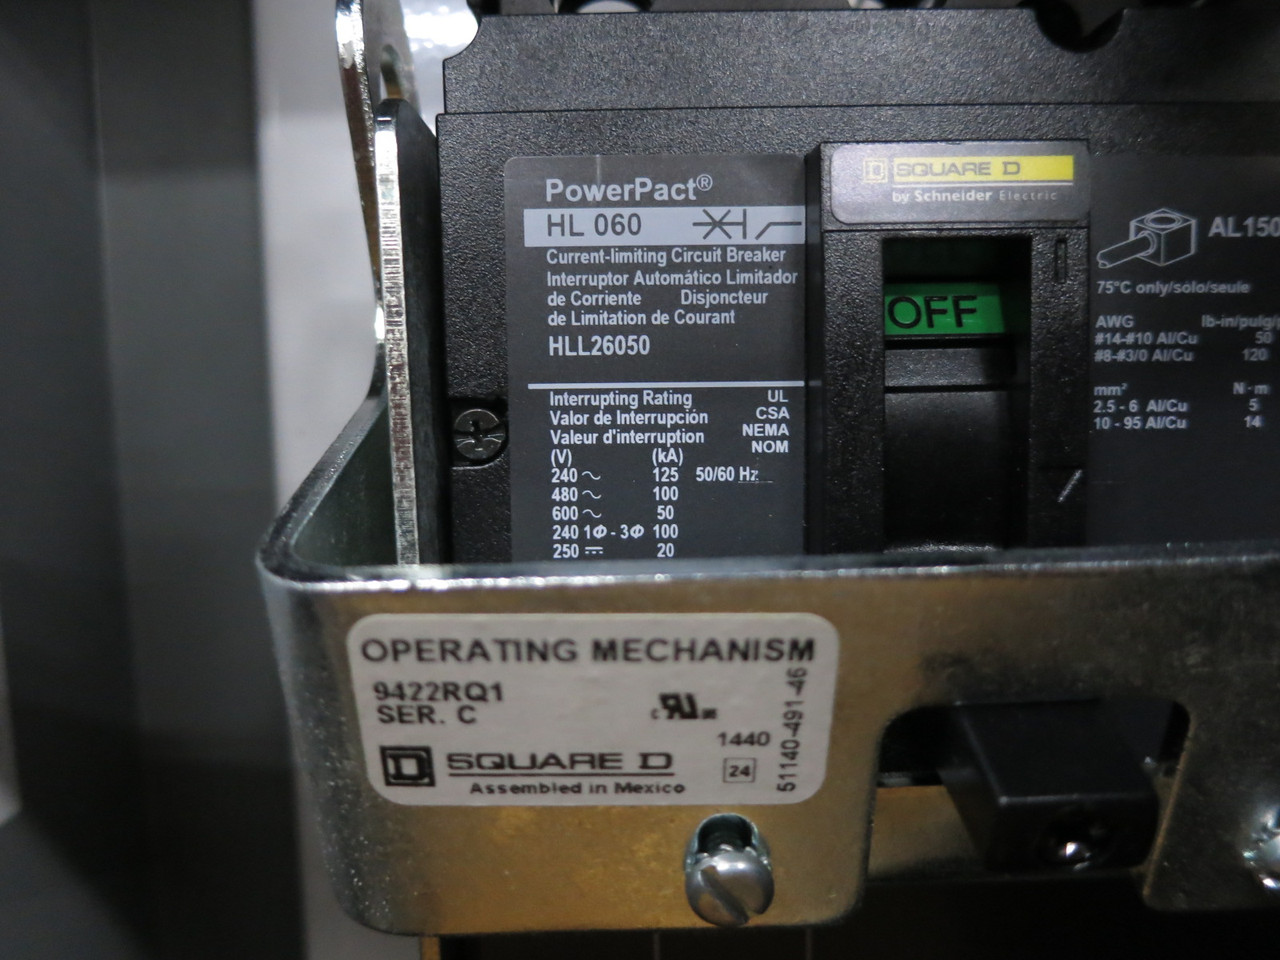 PowerPact®
HL 060
Current-limiting Circuit Breaker
Interruptor Automático Limitador
de Corriente Disjoncteur
de Limitation de Courant
HLL26050
Interrupting Rating UL
Valor de Interrupción CSA
Valeur d'interruption NEMA
NOM
(V) (kA)
240 ~ 125 50/60 Hz
480 ~ 100
600 ~ 50
240 1Φ - 3Φ 100
250 ⎓ 20
D SQUARE D
by Schneider Electric
OFF
AL150
75°C only/sólo/seule
AWG lb-in/pulg
#14-#10 Al/Cu 50
#8-#3/0 Al/Cu 120
mm² N·m
2.5 - 6 Al/Cu 5
10 - 95 Al/Cu 14
OPERATING MECHANISM
9422RQ1
SER. C
1440
24
51140-491-46
D SQUARE D
Assembled in Mexico